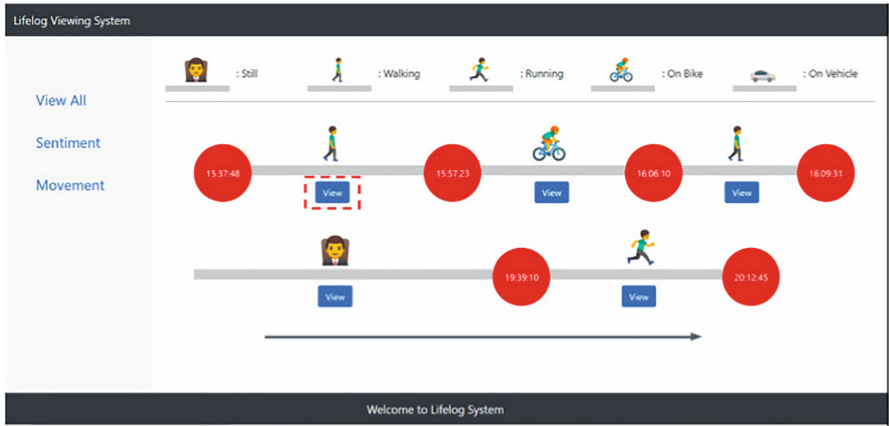 Lifelog Viewing System
: Still
: Walking
: Running
: On Bike
: On Vehicle
View All
Sentiment
Movement
15:37:48
15:57:23
16:06:10
16:09:31
View
View
View
19:39:10
20:12:45
View
View
Welcome to Lifelog System